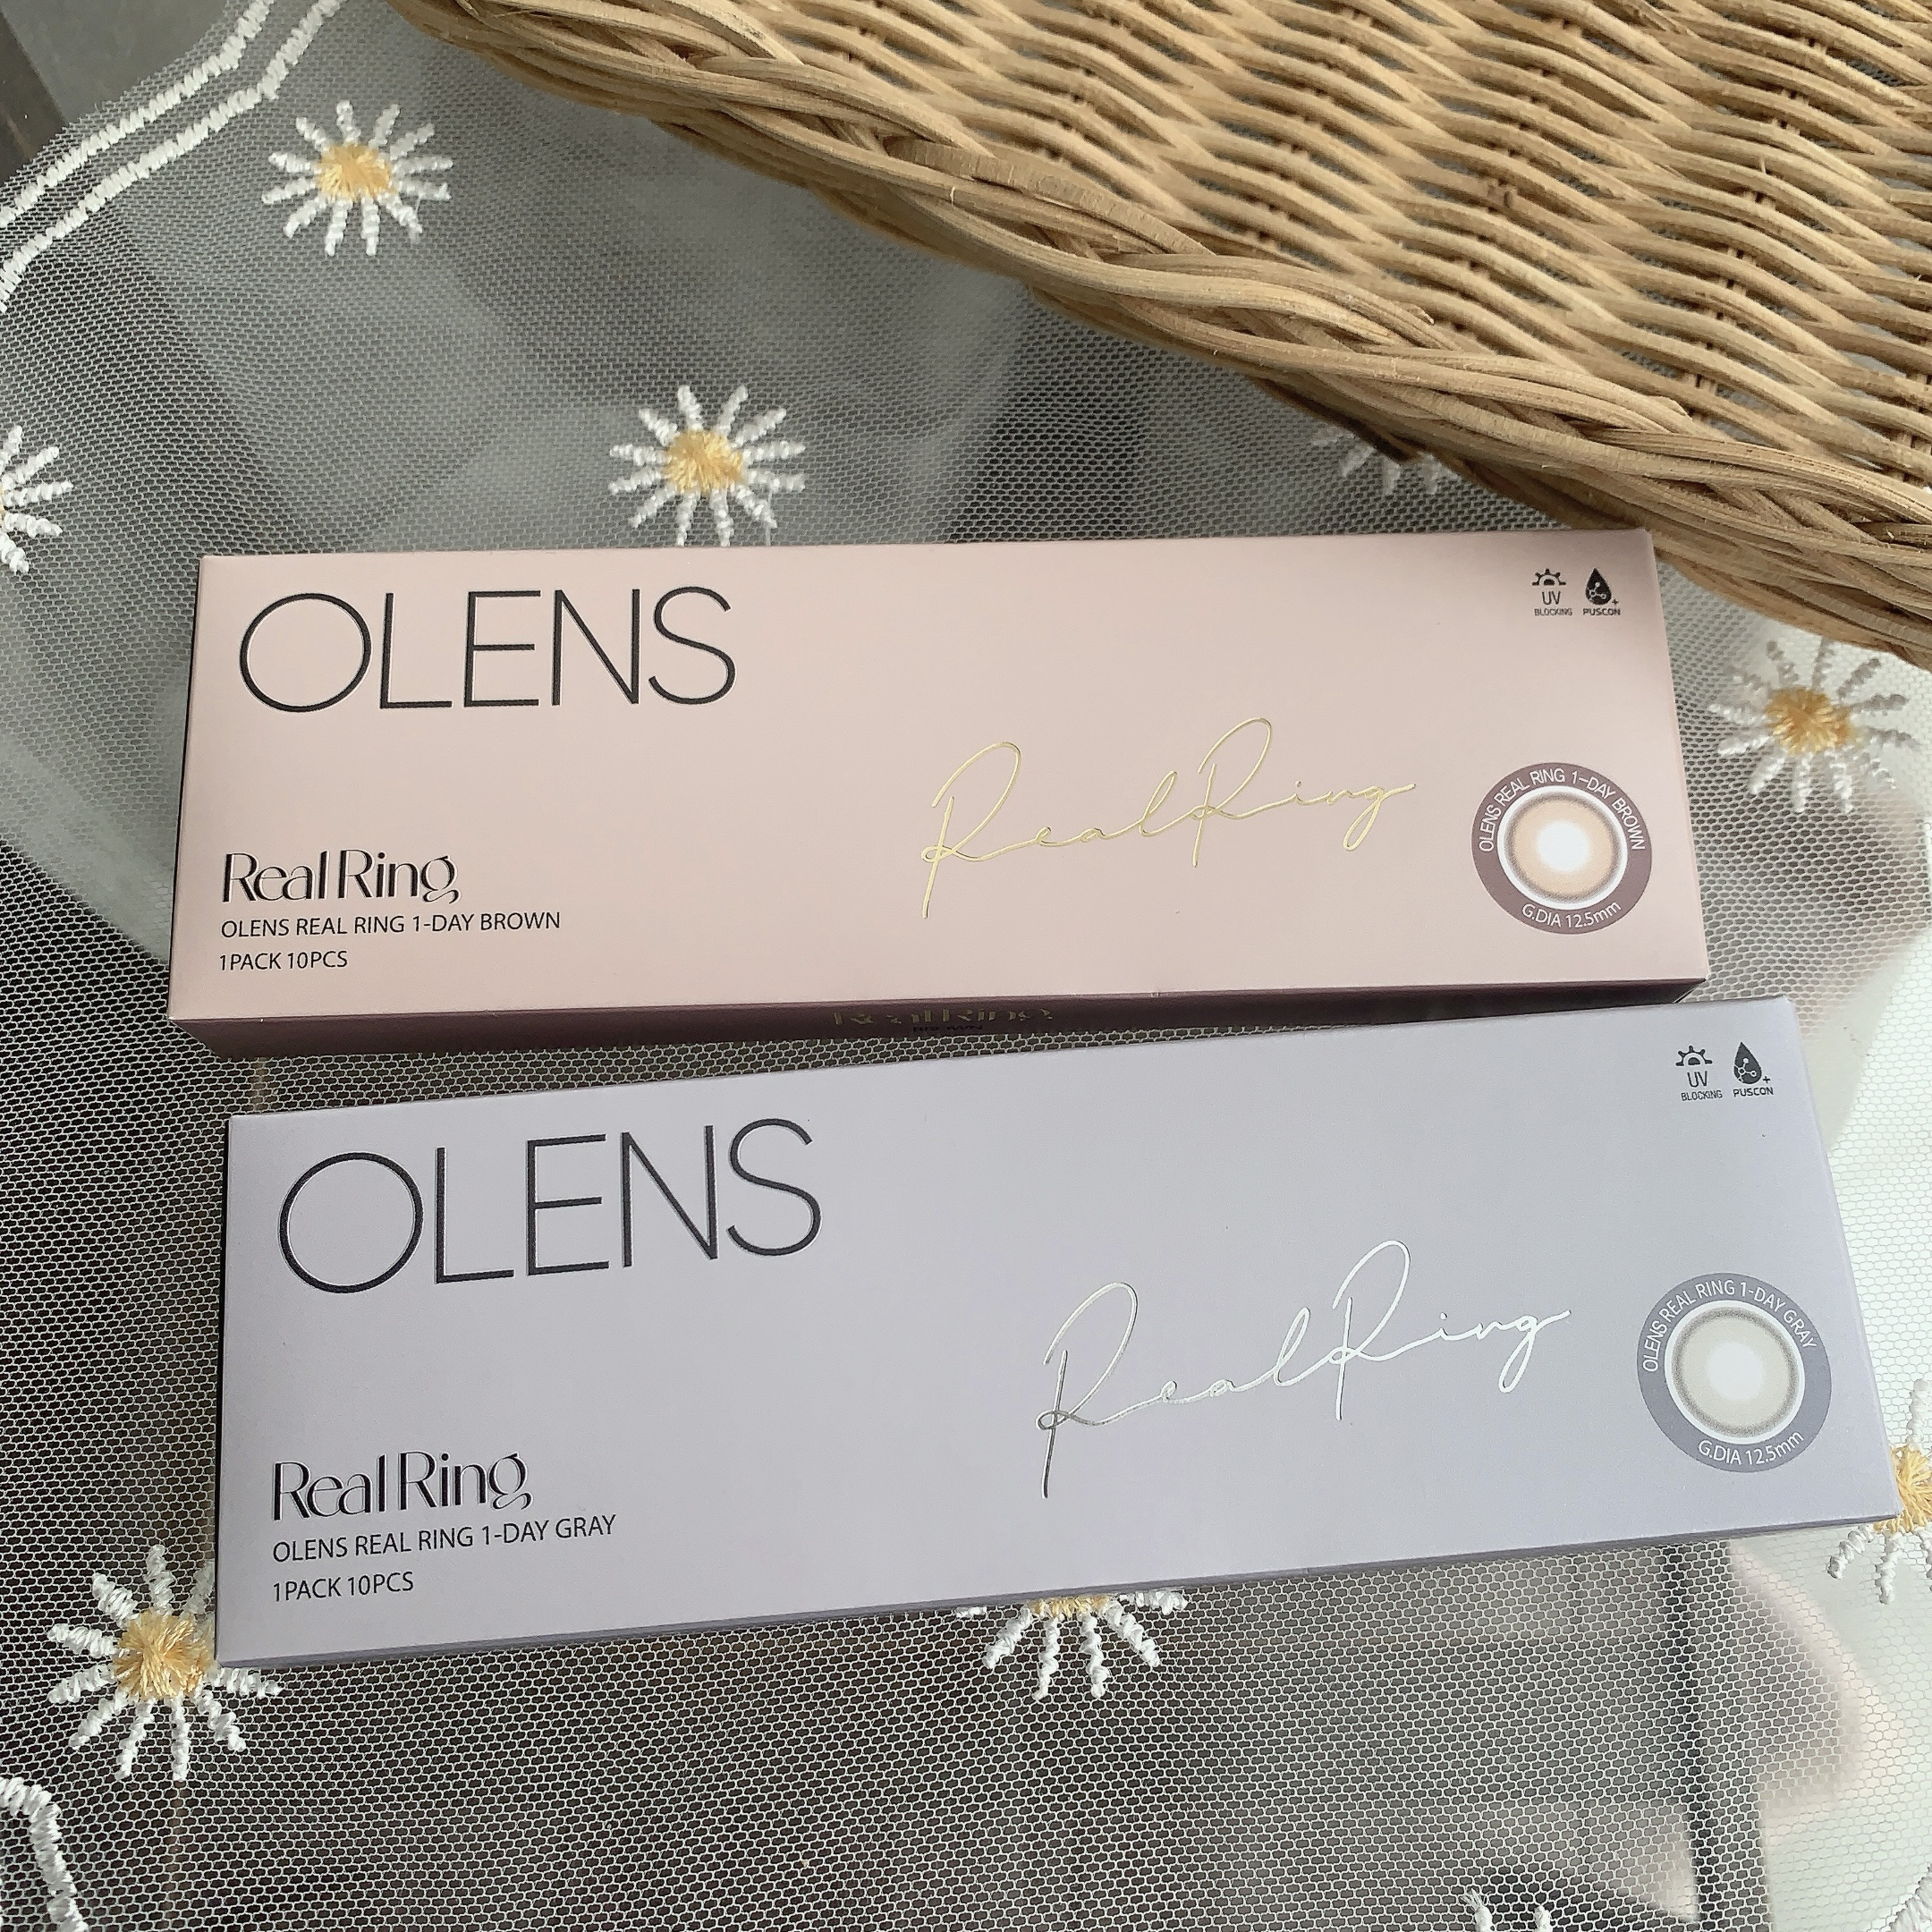 OLENS
UV
BLOCKING
PUSCON
RealRing
OLENS REAL RING 1-DAY BROWN
G.DIA 12.5mm
Real Ring
OLENS REAL RING 1-DAY BROWN
1PACK 10PCS
RealRing
BROWN
OLENS
UV
BLOCKING
PUSCON
RealRing
OLENS REAL RING 1-DAY GRAY
G.DIA 12.5mm
Real Ring
OLENS REAL RING 1-DAY GRAY
1PACK 10PCS